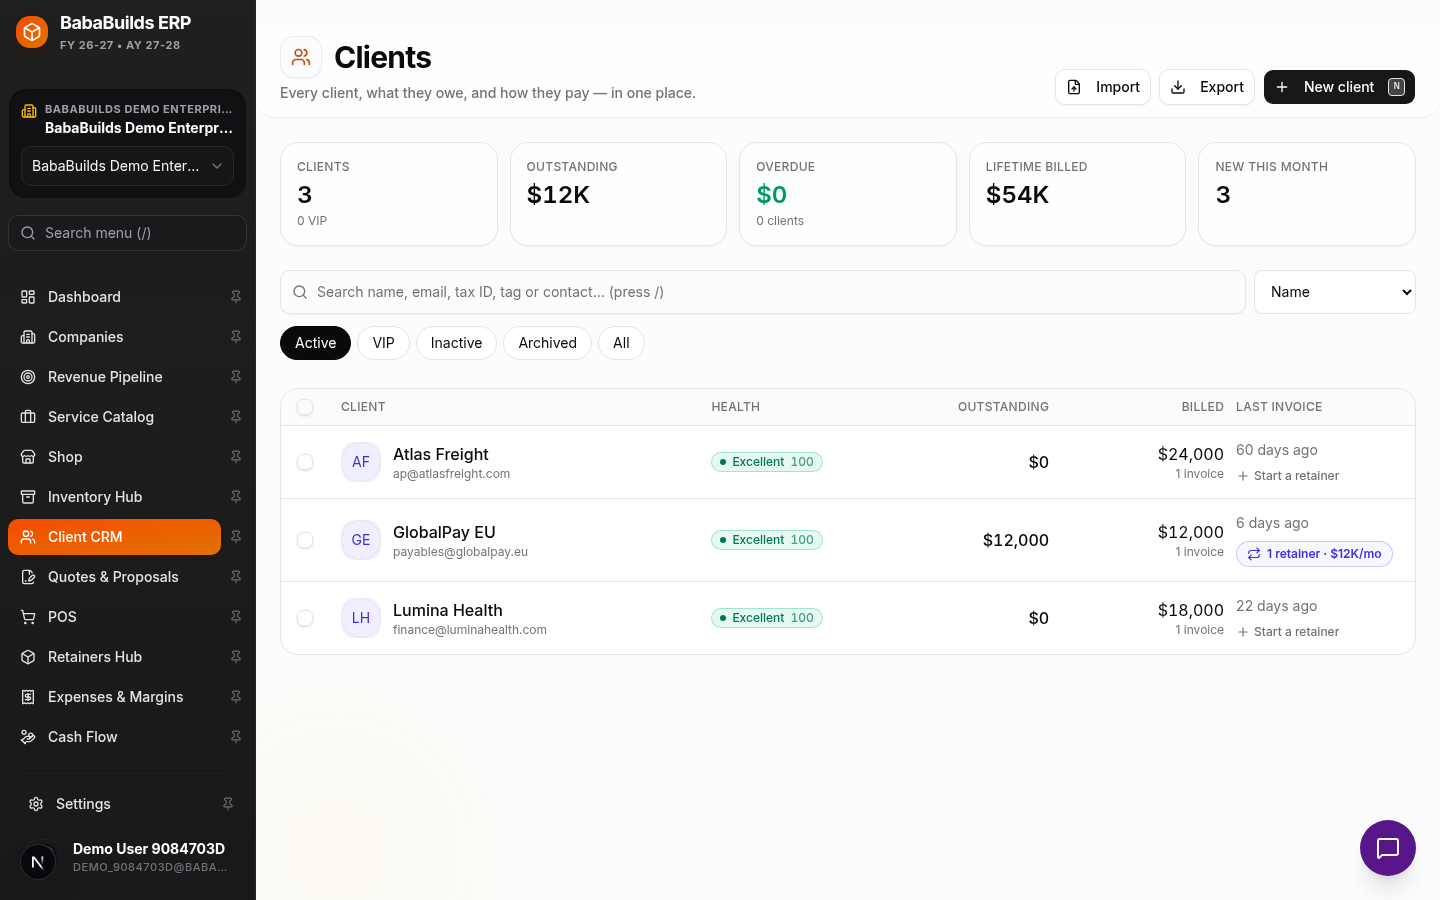 BabaBuilds ERP
FY 26-27 • AY 27-28
BABABUILDS DEMO ENTERPRI...
BabaBuilds Demo Enterpr...
BabaBuilds Demo Enter...
Search menu (/)
Dashboard
Companies
Revenue Pipeline
Service Catalog
Shop
Inventory Hub
Client CRM
Quotes & Proposals
POS
Retainers Hub
Expenses & Margins
Cash Flow
Settings
N
Demo User 9084703D
DEMO_9084703D@BABA...
Clients
Every client, what they owe, and how they pay — in one place.
Import
Export
New client N
CLIENTS
3
0 VIP
OUTSTANDING
$12K
OVERDUE
$0
0 clients
LIFETIME BILLED
$54K
NEW THIS MONTH
3
Search name, email, tax ID, tag or contact... (press /)
Name
Active VIP Inactive Archived All
CLIENT HEALTH OUTSTANDING BILLED LAST INVOICE
AF Atlas Freight Excellent 100 $0 $24,000 60 days ago
ap@atlasfreight.com 1 invoice Start a retainer
GE GlobalPay EU Excellent 100 $12,000 $12,000 6 days ago
payables@globalpay.eu 1 invoice 1 retainer · $12K/mo
LH Lumina Health Excellent 100 $0 $18,000 22 days ago
finance@luminahealth.com 1 invoice Start a retainer